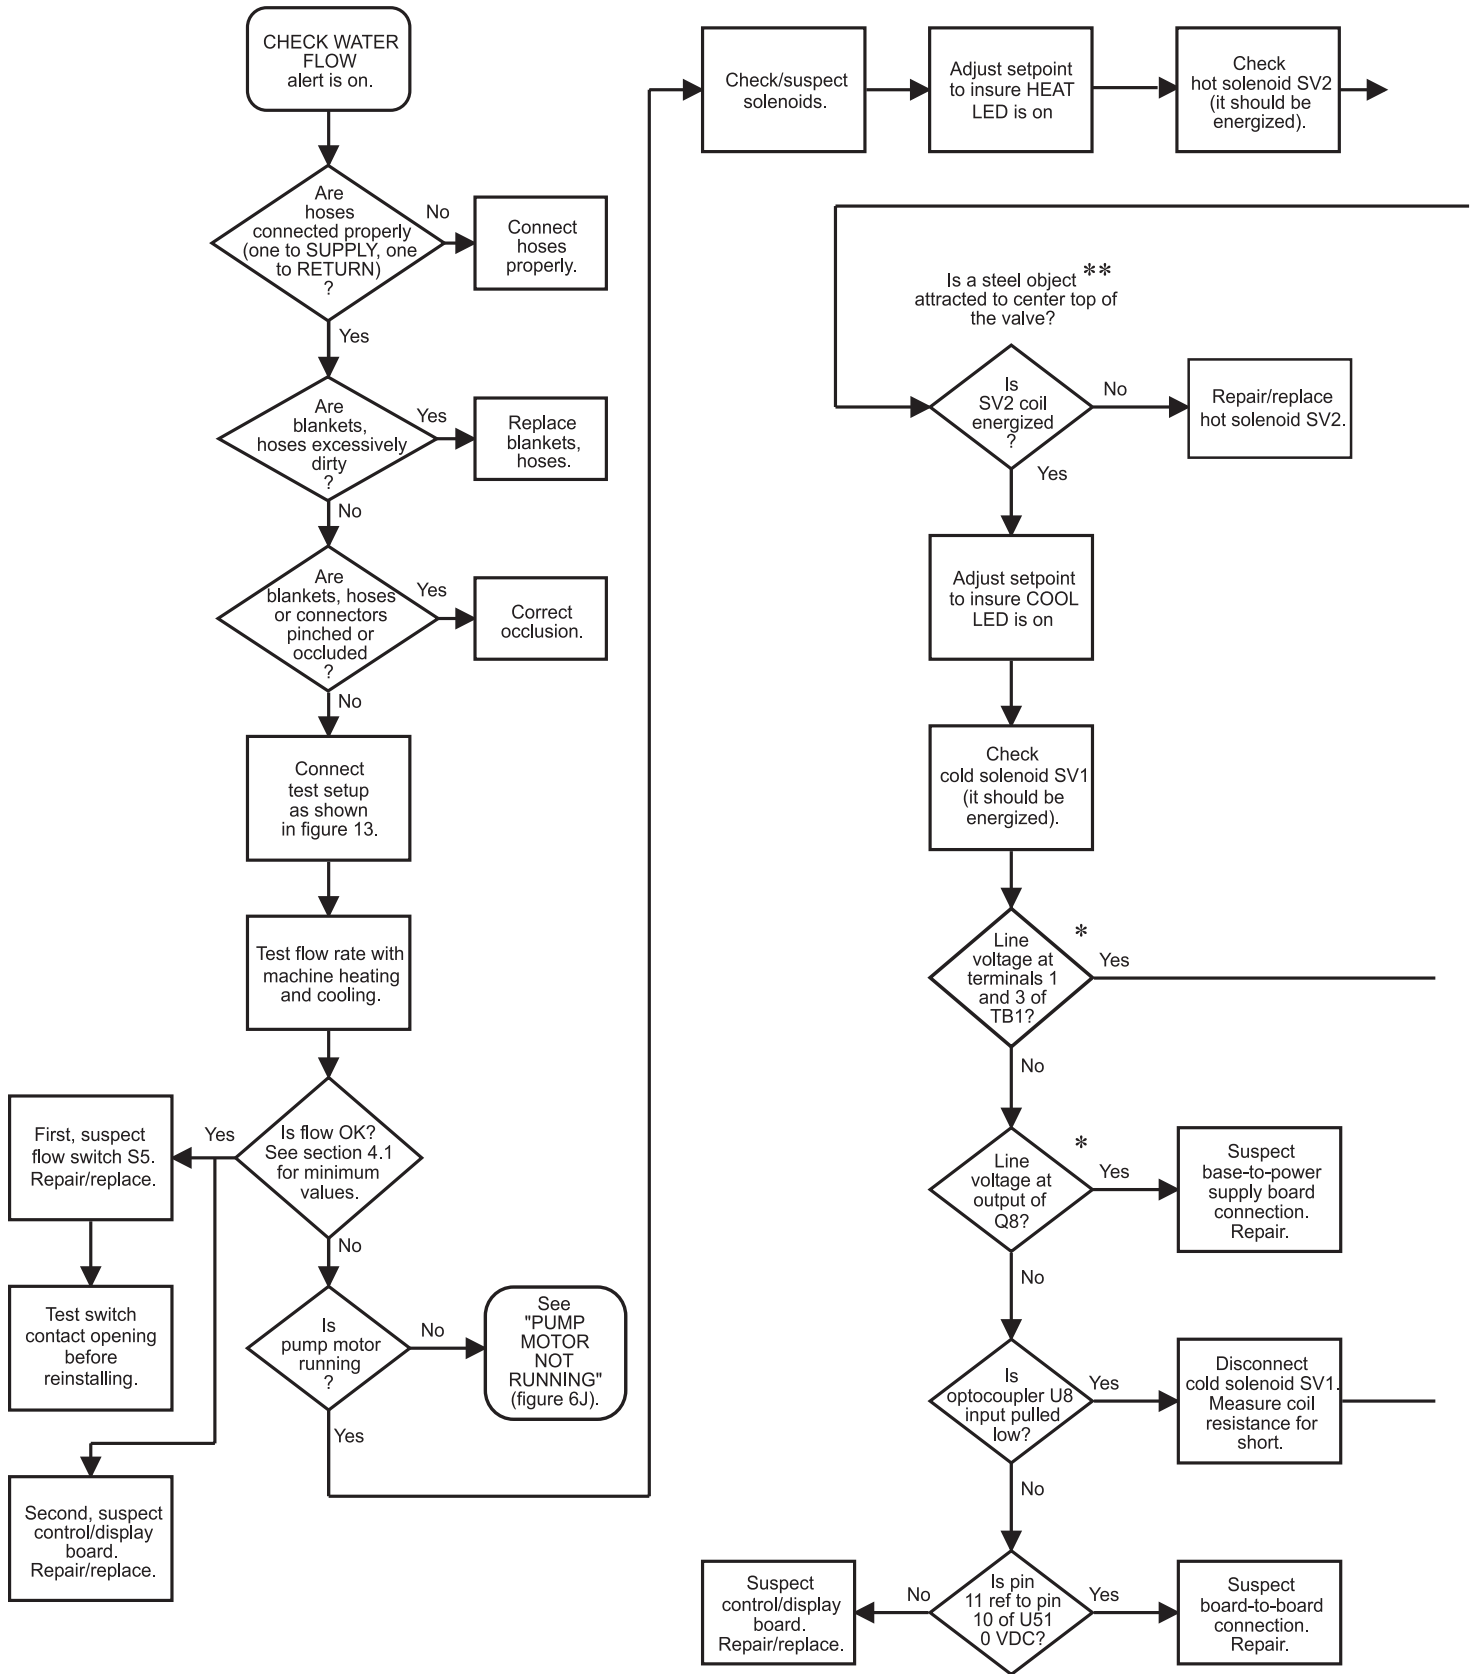 CHECK WATER
FLOW
alert is on.
Are
hoses
connected properly
(one to SUPPLY, one
to RETURN)
?
No
Connect
hoses
properly.
Yes
Are
blankets,
hoses excessively
dirty
?
Yes
Replace
blankets,
hoses.
No
Are
blankets, hoses
or connectors
pinched or
occluded
?
Yes
Correct
occlusion.
No
Connect
test setup
as shown
in figure 13.
Test flow rate with
machine heating
and cooling.
Is flow OK?
See section 4.1
for minimum
values.
Yes
First, suspect
flow switch S5.
Repair/replace.
Test switch
contact opening
before
reinstalling.
Second, suspect
control/display
board.
Repair/replace.
No
Is
pump motor
running
?
No
See
"PUMP
MOTOR
NOT
RUNNING"
(figure 6J).
Yes
Check/suspect
solenoids.
Adjust setpoint
to insure HEAT
LED is on
Check
hot solenoid SV2
(it should be
energized).
Is a steel object **
attracted to center top of
the valve?
Is
SV2 coil
energized
?
No
Repair/replace
hot solenoid SV2.
Yes
Adjust setpoint
to insure COOL
LED is on
Check
cold solenoid SV1
(it should be
energized).
Line
voltage at
terminals 1
and 3 of
TB1?
*
Yes
No
Line
voltage at
output of
Q8?
*
Yes
Suspect
base-to-power
supply board
connection.
Repair.
No
Is
optocoupler U8
input pulled
low?
Yes
Disconnect
cold solenoid SV1.
Measure coil
resistance for
short.
No
Is pin
11 ref to pin
10 of U51
0 VDC?
No
Suspect
control/display
board.
Repair/replace.
Yes
Suspect
board-to-board
connection.
Repair.